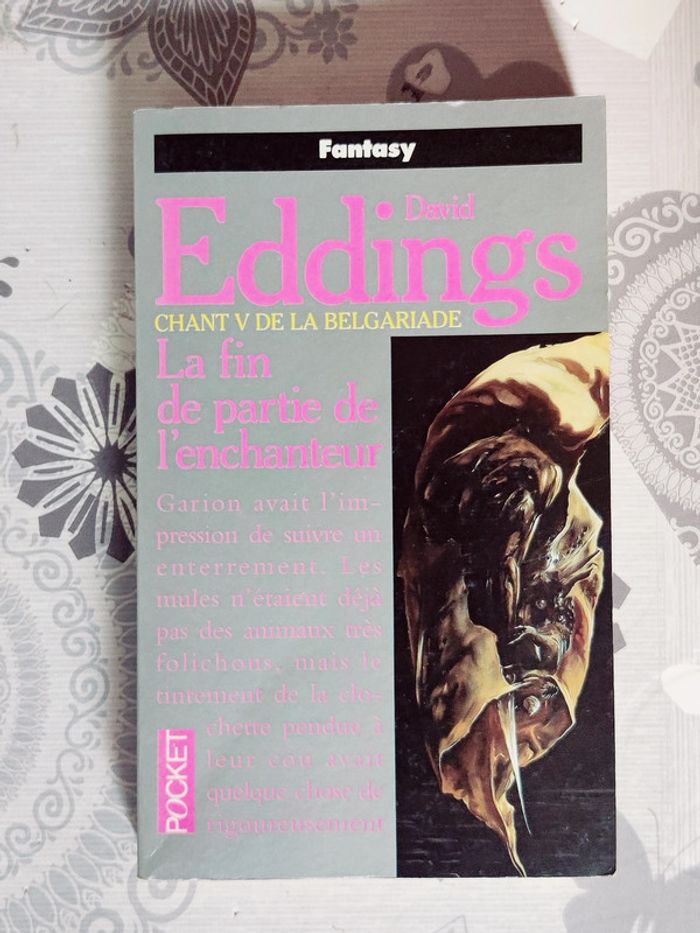 Fantasy
David
Eddings
CHANT V DE LA BELGARIADE
La fin
de partie de
l'enchanteur
Garion avait l'im-
pression de suivre un
enterrement. Les
mules n'étaient déjà
pas des animaux très
folichons, mais le
tintement de la clo-
chette pendue à
leur cou avait
quelque chose de
rigoureusement
POCKET